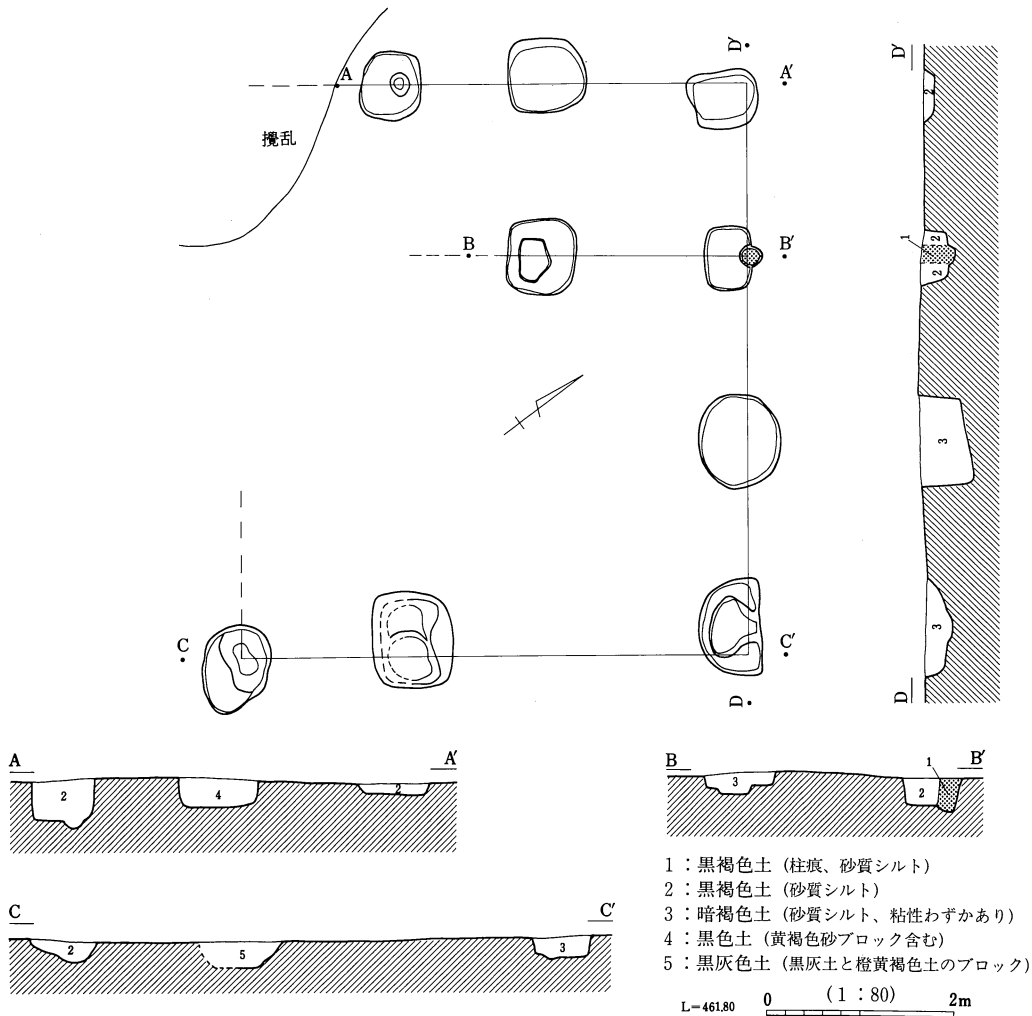 D′
A
A′
攪乱
B
B′
C
C′
D
D′
2
1
2
2
3
3
D
A
A′
2
4
2
B
B′
1
3
2
C
C′
2
5
3
1：黒褐色土（柱痕、砂質シルト）
2：黒褐色土（砂質シルト）
3：暗褐色土（砂質シルト、粘性わずかあり）
4：黒色土（黄褐色砂ブロック含む）
5：黒灰色土（黒灰土と橙黄褐色土のブロック）
L=461.80 0 （1：80） 2m